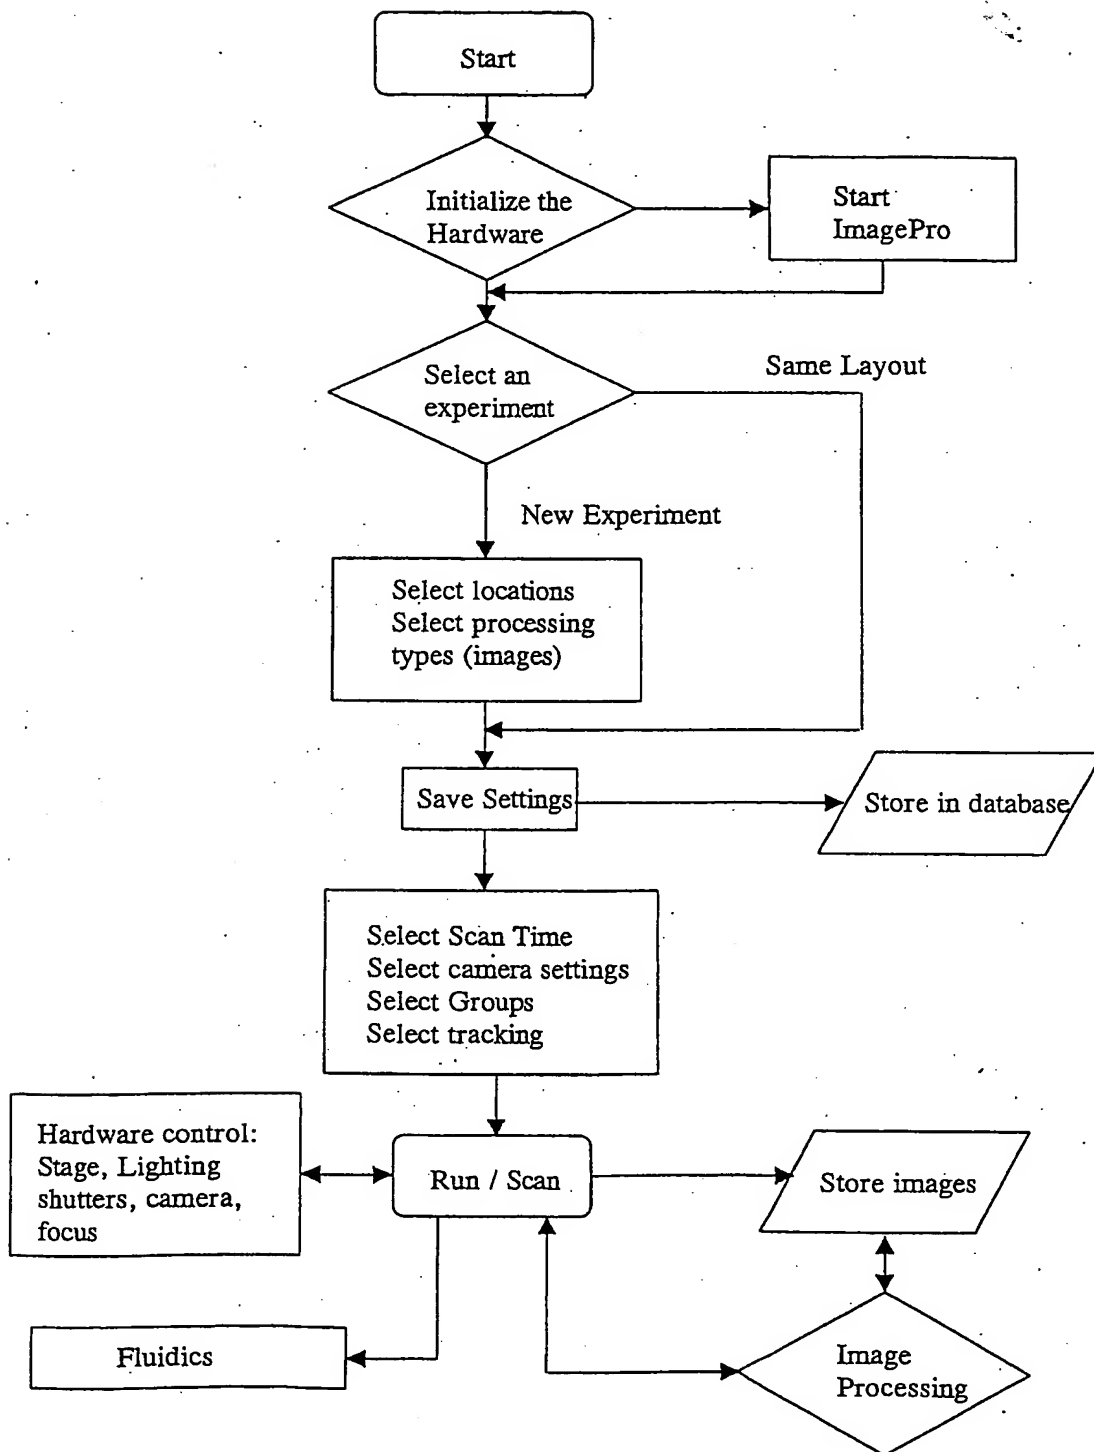 Start
Initialize the
Hardware
Start
ImagePro
Select an
experiment
Same Layout
New Experiment
Select locations
Select processing
types (images)
Save Settings
Store in database
Select Scan Time
Select camera settings
Select Groups
Select tracking
Hardware control:
Stage, Lighting
shutters, camera,
focus
Run / Scan
Store images
Fluidics
Image
Processing